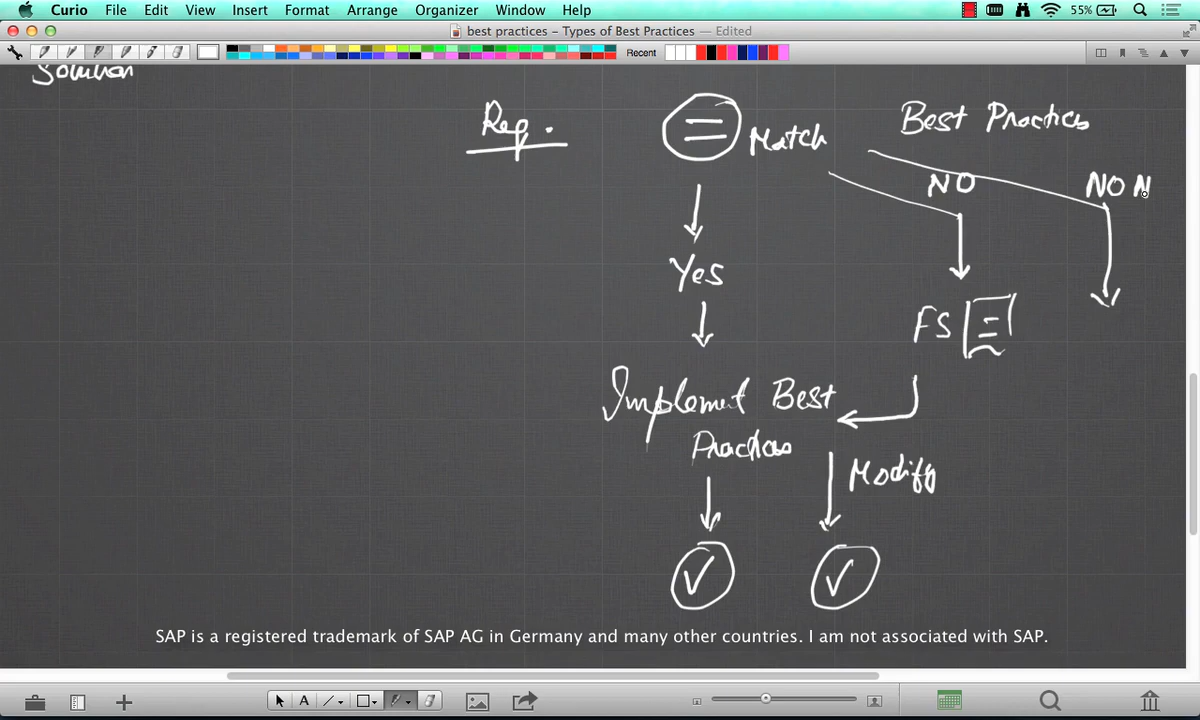 Curio File Edit View Insert Format Arrange Organizer Window Help 55%
best practices – Types of Best Practices — Edited
Recent
Solution
Req. = Match Best Practices
NO NON
Yes
FS
Implement Best
Practices
Modify
SAP is a registered trademark of SAP AG in Germany and many other countries. I am not associated with SAP.
A